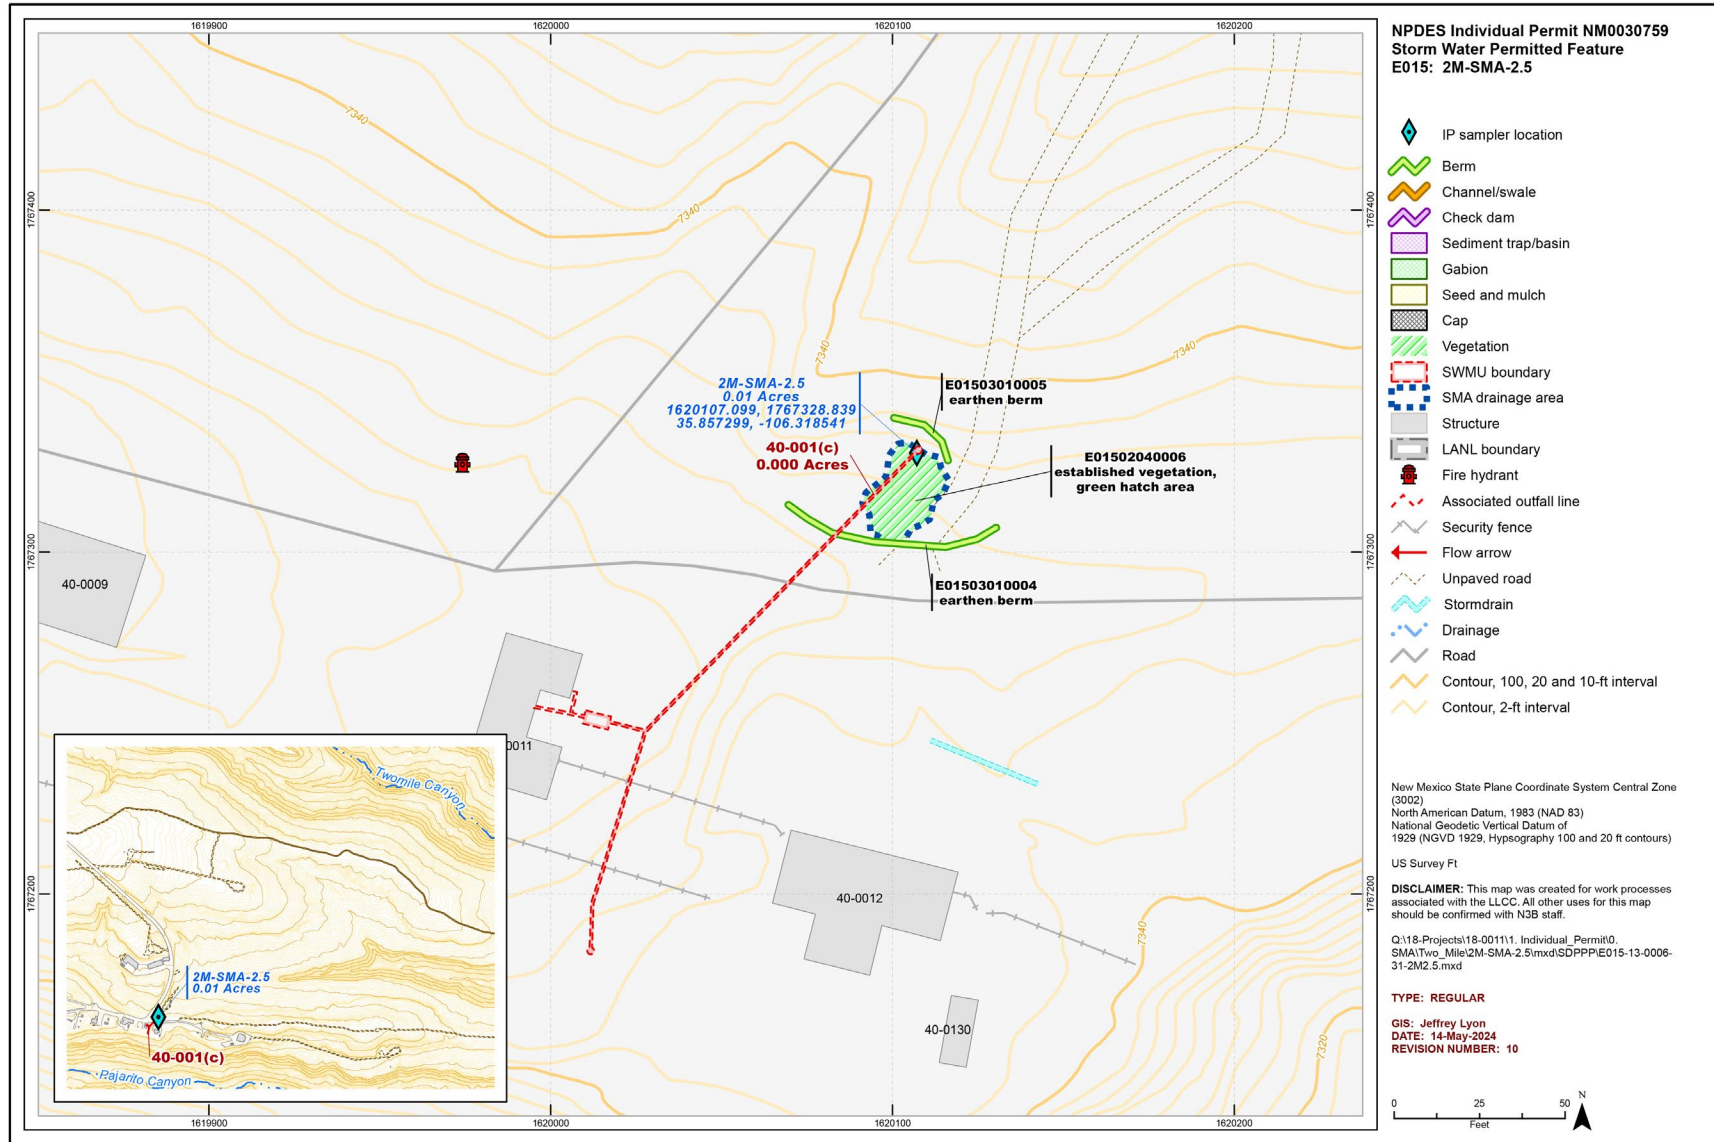 1619900
1620000
1620100
1620200
1767400
1767300
1767200
1767400
1767300
1767200
7340
7340
7340
7340
7340
7320
2M-SMA-2.5
0.01 Acres
1620107.099, 1767328.839
35.857299, -106.318541
40-001(c)
0.000 Acres
E01503010005
earthen berm
E01502040006
established vegetation,
green hatch area
E01503010004
earthen berm
40-0009
0011
40-0012
40-0130
Twomile Canyon
2M-SMA-2.5
0.01 Acres
40-001(c)
Pajarito Canyon
1619900
1620000
1620100
1620200
NPDES Individual Permit NM0030759
Storm Water Permitted Feature
E015: 2M-SMA-2.5
IP sampler location
Berm
Channel/swale
Check dam
Sediment trap/basin
Gabion
Seed and mulch
Cap
Vegetation
SWMU boundary
SMA drainage area
Structure
LANL boundary
Fire hydrant
Associated outfall line
Security fence
Flow arrow
Unpaved road
Stormdrain
Drainage
Road
Contour, 100, 20 and 10-ft interval
Contour, 2-ft interval
New Mexico State Plane Coordinate System Central Zone
(3002)
North American Datum, 1983 (NAD 83)
National Geodetic Vertical Datum of
1929 (NGVD 1929, Hypsography 100 and 20 ft contours)
US Survey Ft
DISCLAIMER: This map was created for work processes
associated with the LLCC. All other uses for this map
should be confirmed with N3B staff.
Q:\18-Projects\18-0011\1. Individual_Permit\0.
SMA\Two_Mile\2M-SMA-2.5\mxd\SDPPP\E015-13-0006-
31-2M2.5.mxd
TYPE: REGULAR
GIS: Jeffrey Lyon
DATE: 14-May-2024
REVISION NUMBER: 10
0 25 50
Feet
N